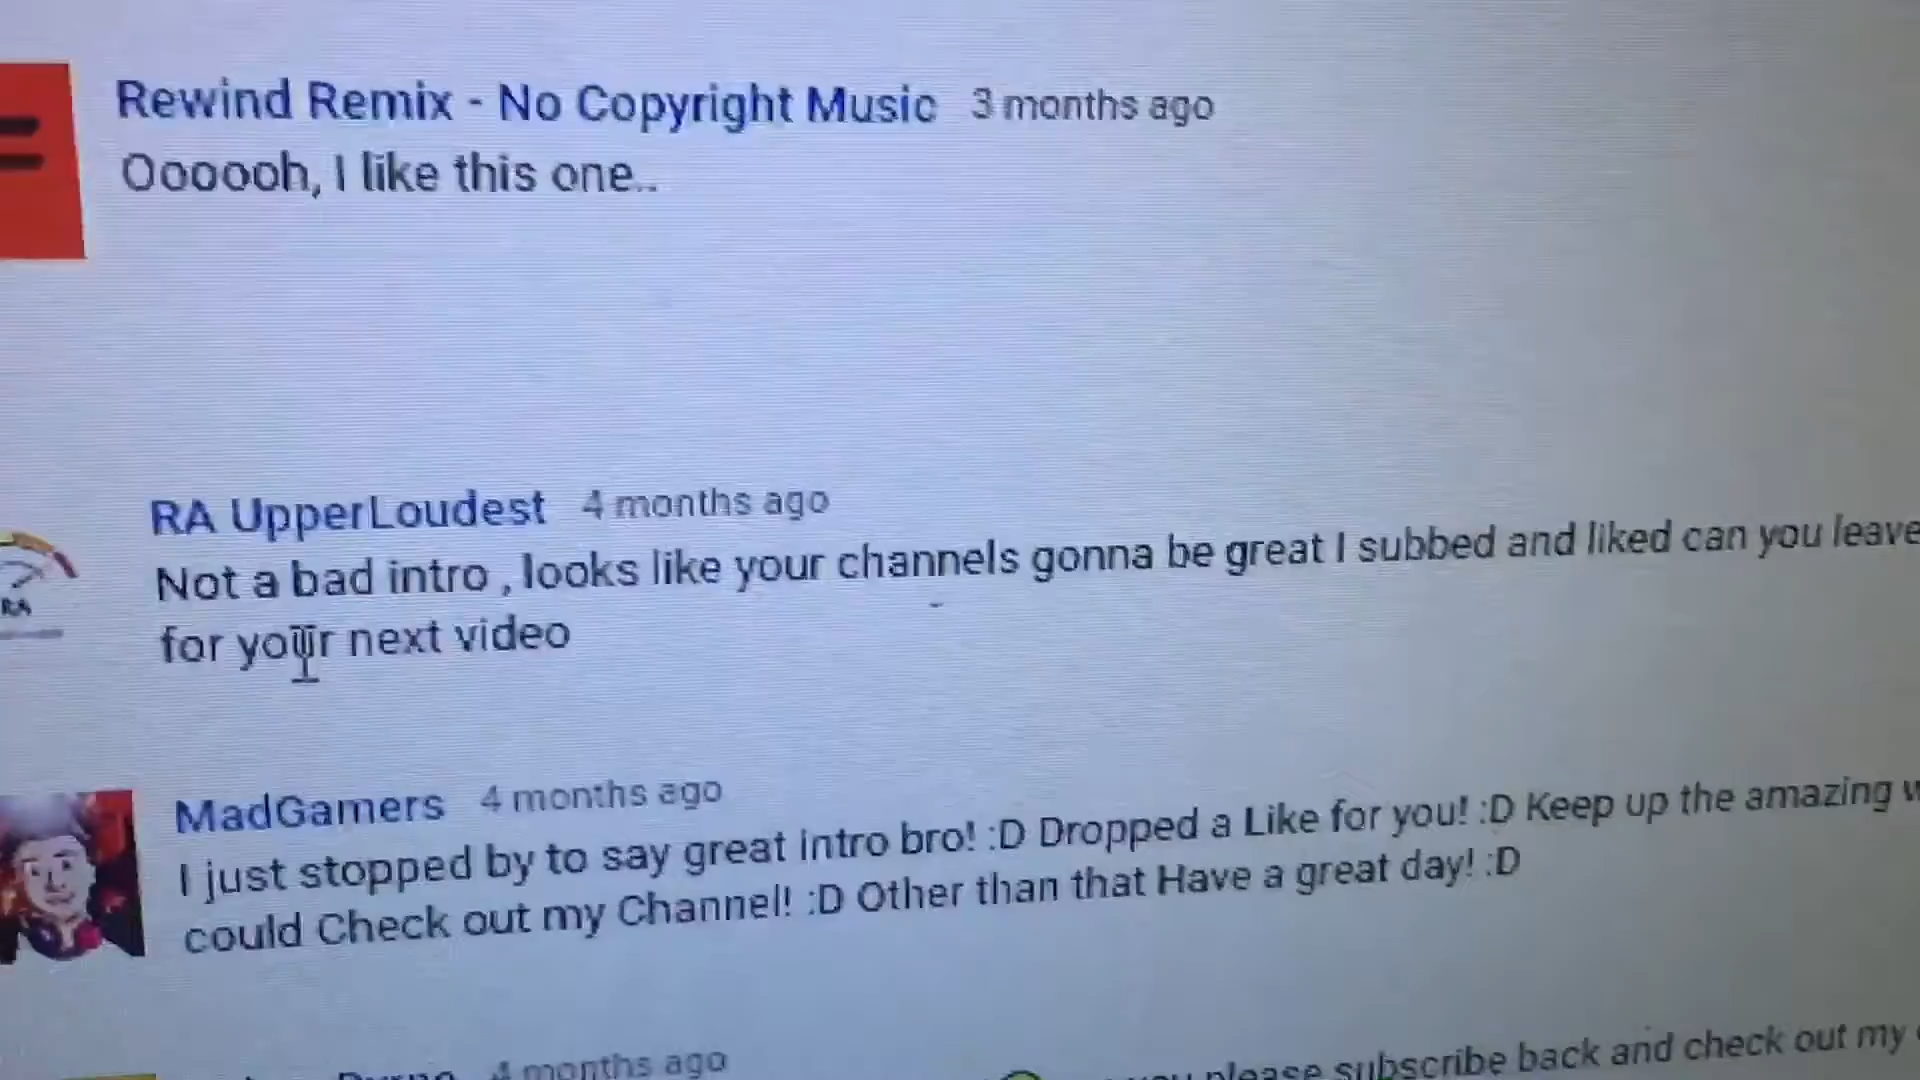 Rewind Remix - No Copyright Music 3 months ago
Oooooh, I like this one..
RA UpperLoudest 4 months ago
Not a bad intro , looks like your channels gonna be great I subbed and liked can you leave
for your next video
RA
MadGamers 4 months ago
I just stopped by to say great intro bro! :D Dropped a Like for you! :D Keep up the amazing
could Check out my Channel! :D Other than that Have a great day! :D
4 months ago
please subscribe back and check out my